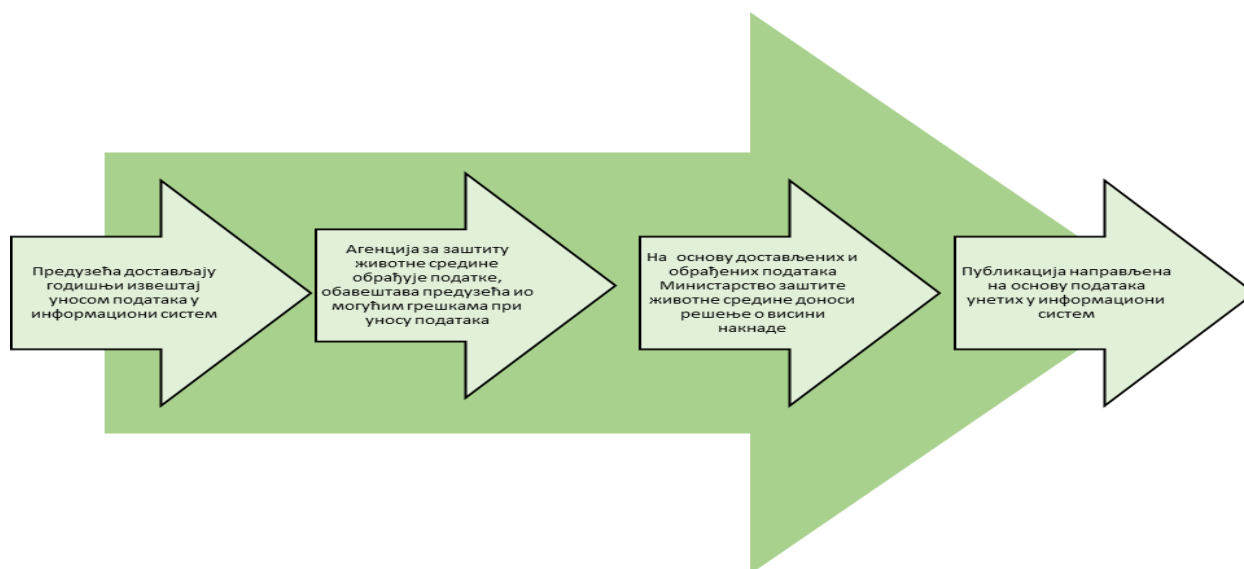 Предузећа достављају
годишњи извештај
уносом података у
информациони систем
Агенција за заштиту
животне средине
обрађује податке,
обавештава предузећа ио
могућим грешкама при
уносу података
На основу достављених и
обрађених података
Министарство заштите
животне средине доноси
решење о висини
накнаде
Публикација направљена
на основу података
унетих у информациони
систем